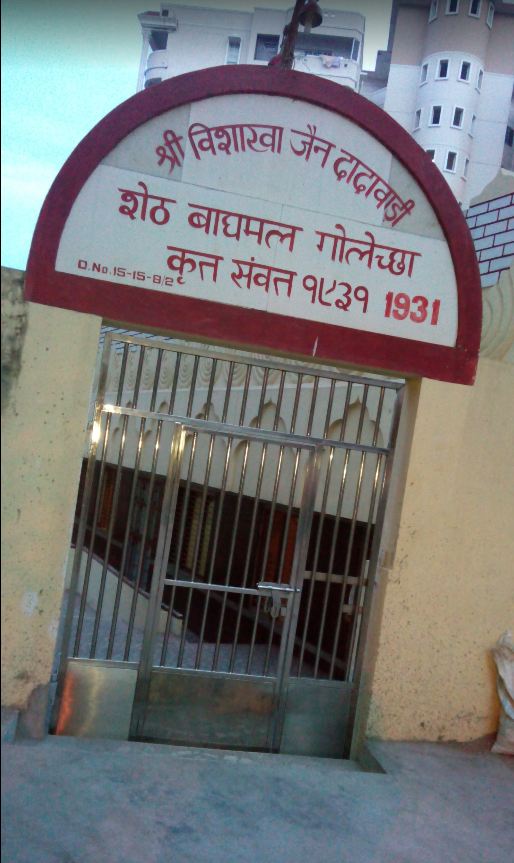 श्री विशाखा जैन दादावाडी
शेठ बाघमल गोलेच्छा
कृत संवत १९३१ 1931
D.No.15-15-8/2